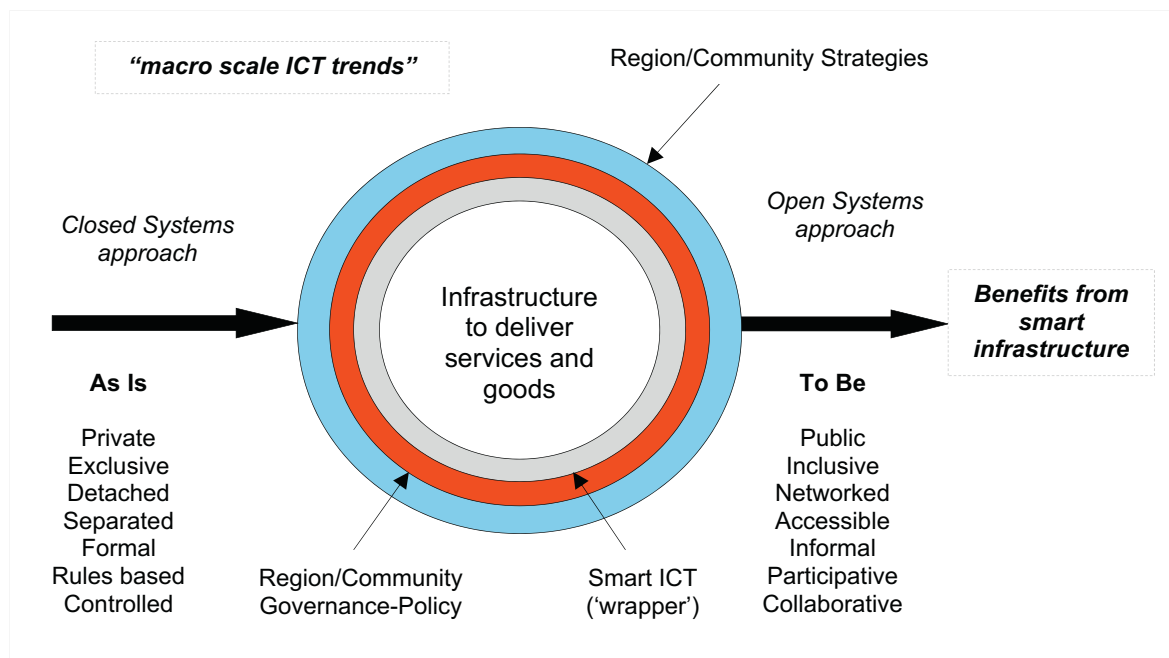 “macro scale ICT trends”
Region/Community Strategies
Closed Systems
approach
Open Systems
approach
Infrastructure
to deliver
services and
goods
Benefits from
smart
infrastructure
As Is
Private
Exclusive
Detached
Separated
Formal
Rules based
Controlled
To Be
Public
Inclusive
Networked
Accessible
Informal
Participative
Collaborative
Region/Community
Governance-Policy
Smart ICT
(‘wrapper’)